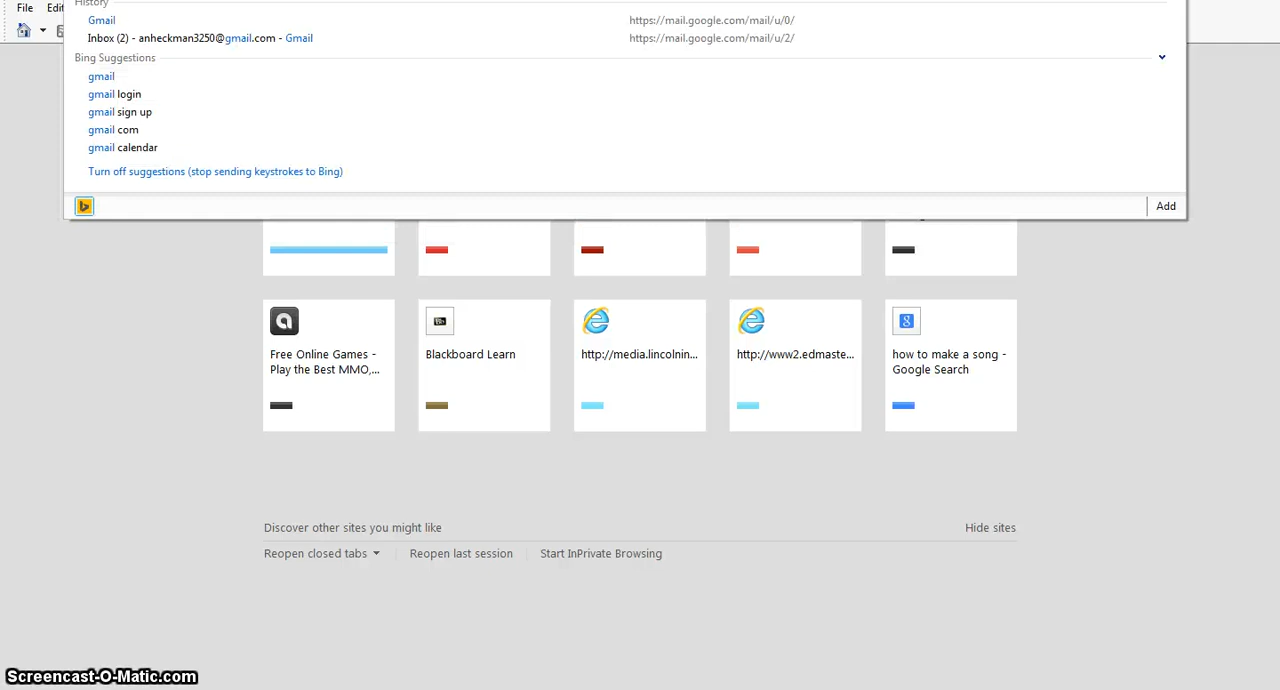 File Edit
History
Gmail https://mail.google.com/mail/u/0/
Inbox (2) - anheckman3250@gmail.com - Gmail https://mail.google.com/mail/u/2/
Bing Suggestions
gmail
gmail login
gmail sign up
gmail com
gmail calendar
Turn off suggestions (stop sending keystrokes to Bing)
Add
Free Online Games - Play the Best MMO,...
Blackboard Learn
http://media.lincolnin...
http://www2.edmaste...
how to make a song - Google Search
Discover other sites you might like Hide sites
Reopen closed tabs Reopen last session Start InPrivate Browsing
Screencast-O-Matic.com